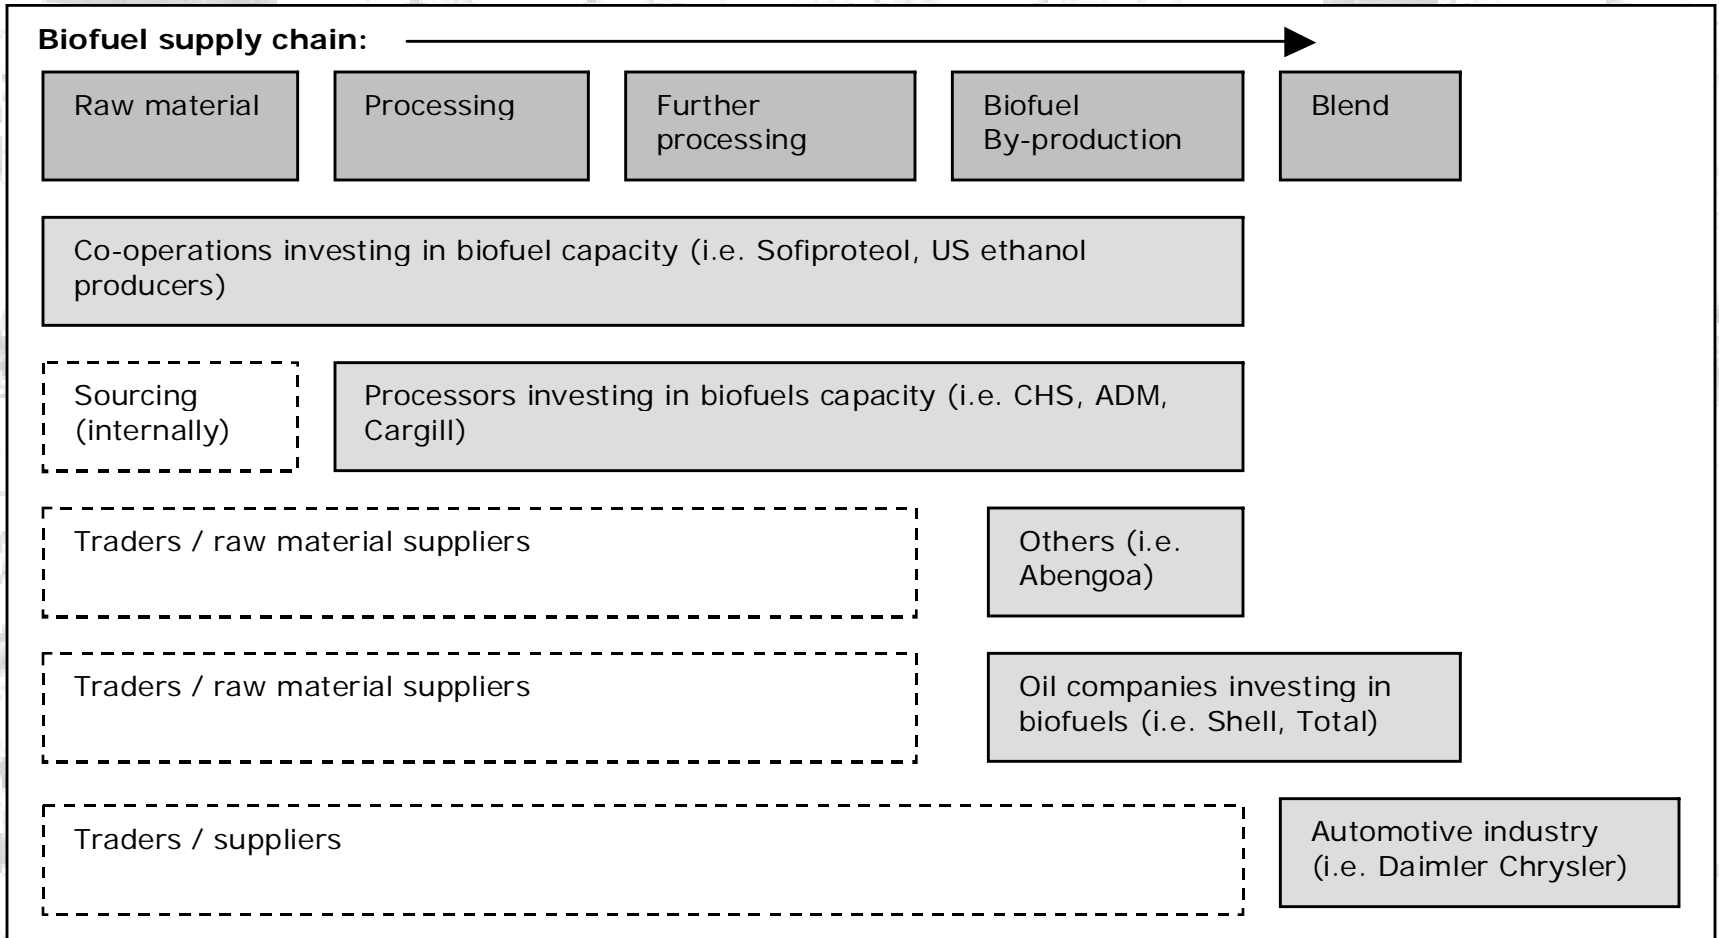 Biofuel supply chain:
Raw material
Processing
Further
processing
Biofuel
By-production
Blend
Co-operations investing in biofuel capacity (i.e. Sofiproteol, US ethanol
producers)
Sourcing
(internally)
Processors investing in biofuels capacity (i.e. CHS, ADM,
Cargill)
Traders / raw material suppliers
Others (i.e.
Abengoa)
Traders / raw material suppliers
Oil companies investing in
biofuels (i.e. Shell, Total)
Traders / suppliers
Automotive industry
(i.e. Daimler Chrysler)